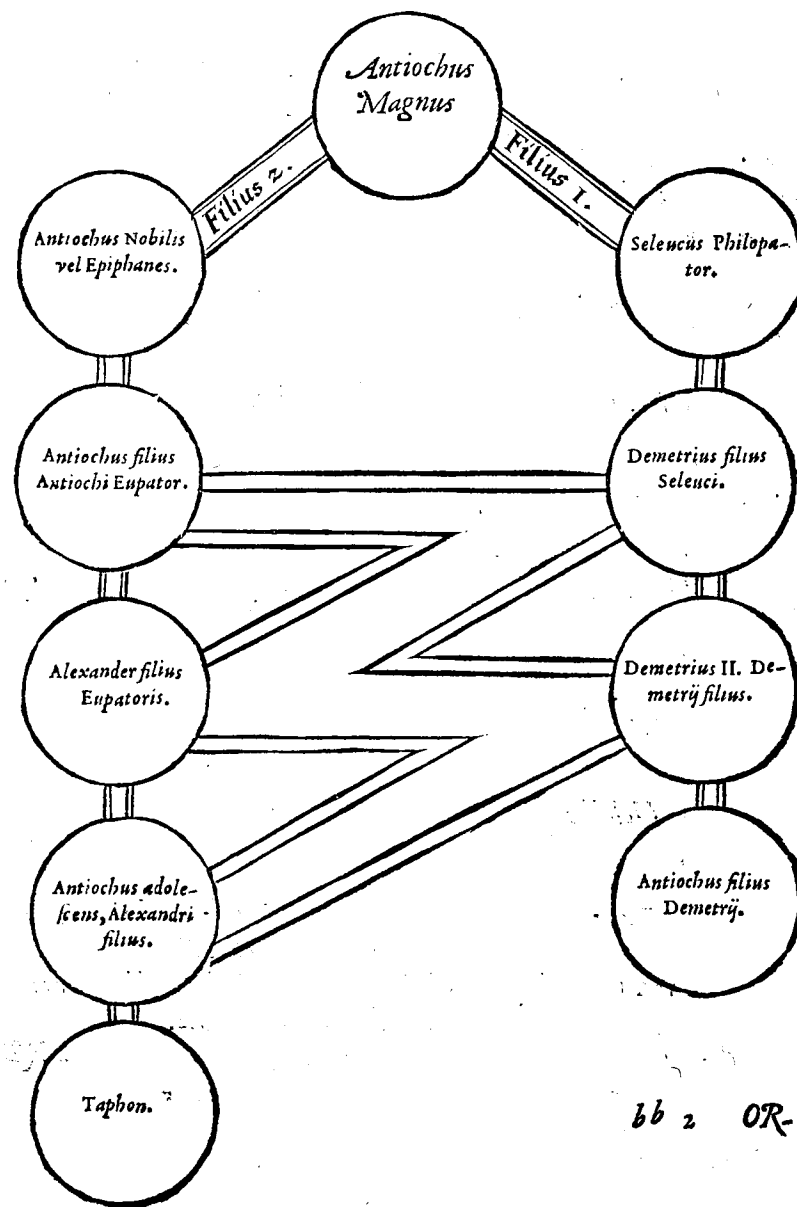 Antiochus
Magnus
Filius 2.
Filius 1.
Antiochus Nobilis
vel Epiphanes.
Seleucus Philopa-
tor.
Antiochus filius
Antiochi Eupator.
Demetrius filius
Seleuci.
Alexander filius
Eupatoris.
Demetrius II. De-
metrij filius.
Antiochus adole-
scens, Alexandri
filius.
Antiochus filius
Demetrij.
Taphon.
bb 2 OR-